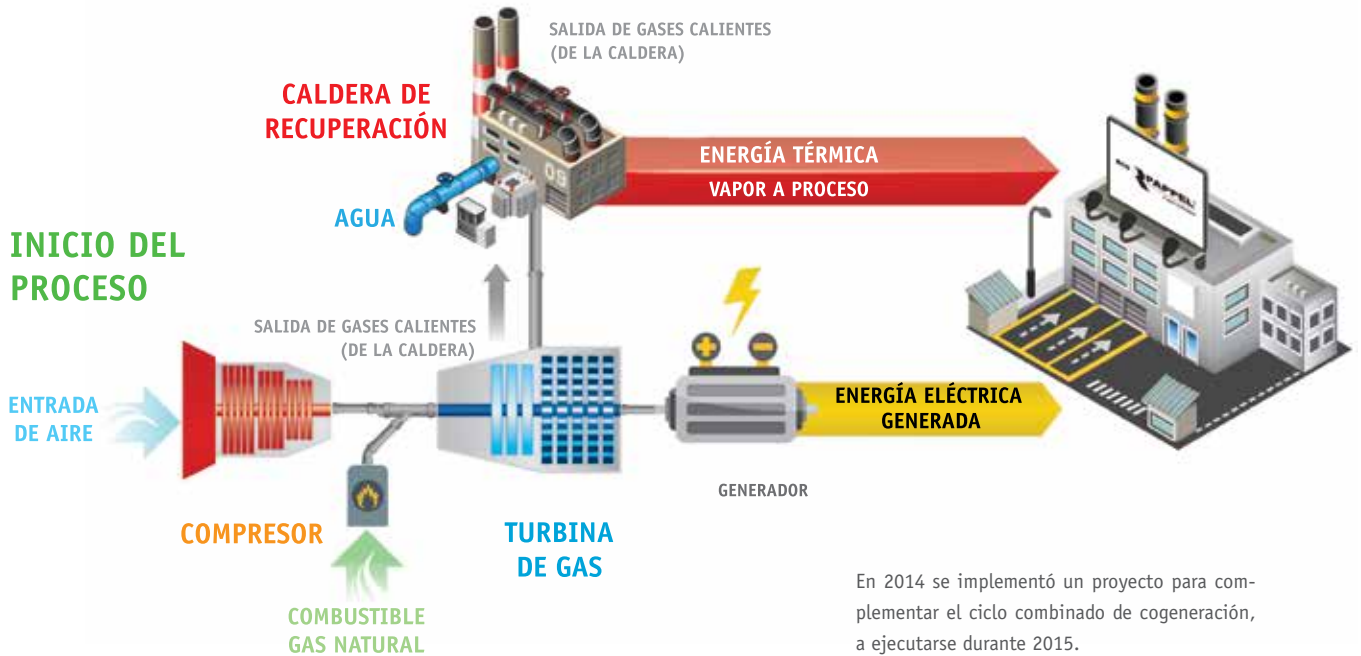 SALIDA DE GASES CALIENTES
(DE LA CALDERA)
CALDERA DE
RECUPERACIÓN
ENERGÍA TÉRMICA
VAPOR A PROCESO
09
PAPPEL
AGUA
INICIO DEL
PROCESO
SALIDA DE GASES CALIENTES
(DE LA CALDERA)
ENTRADA
DE AIRE
ENERGÍA ELÉCTRICA
GENERADA
GENERADOR
COMPRESOR
TURBINA
DE GAS
COMBUSTIBLE
GAS NATURAL
En 2014 se implementó un proyecto para com-
plementar el ciclo combinado de cogeneración,
a ejecutarse durante 2015.